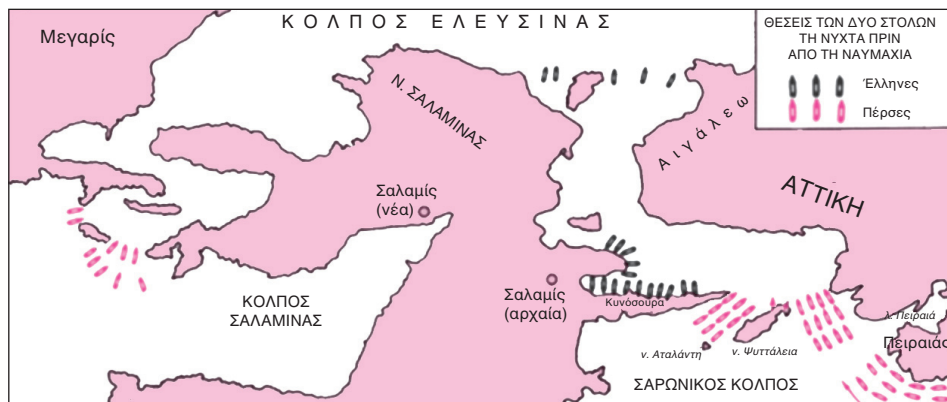 ΚΟΛΠΟΣ ΕΛΕΥΣΙΝΑΣ
Μεγαρίς
ΘΕΣΕΙΣ ΤΩΝ ΔΥΟ ΣΤΟΛΩΝ
ΤΗ ΝΥΧΤΑ ΠΡΙΝ
ΑΠΟ ΤΗ ΝΑΥΜΑΧΙΑ
Έλληνες
Πέρσες
Ν. ΣΑΛΑΜΙΝΑΣ
Αιγάλεω
ΑΤΤΙΚΗ
Σαλαμίς
(νέα)
Σαλαμίς
(αρχαία)
Κυνόσουρα
ΚΟΛΠΟΣ
ΣΑΛΑΜΙΝΑΣ
λ. Πειραιά
Πειραιάς
ν. Αταλάντη
ν. Ψυττάλεια
ΣΑΡΩΝΙΚΟΣ ΚΟΛΠΟΣ